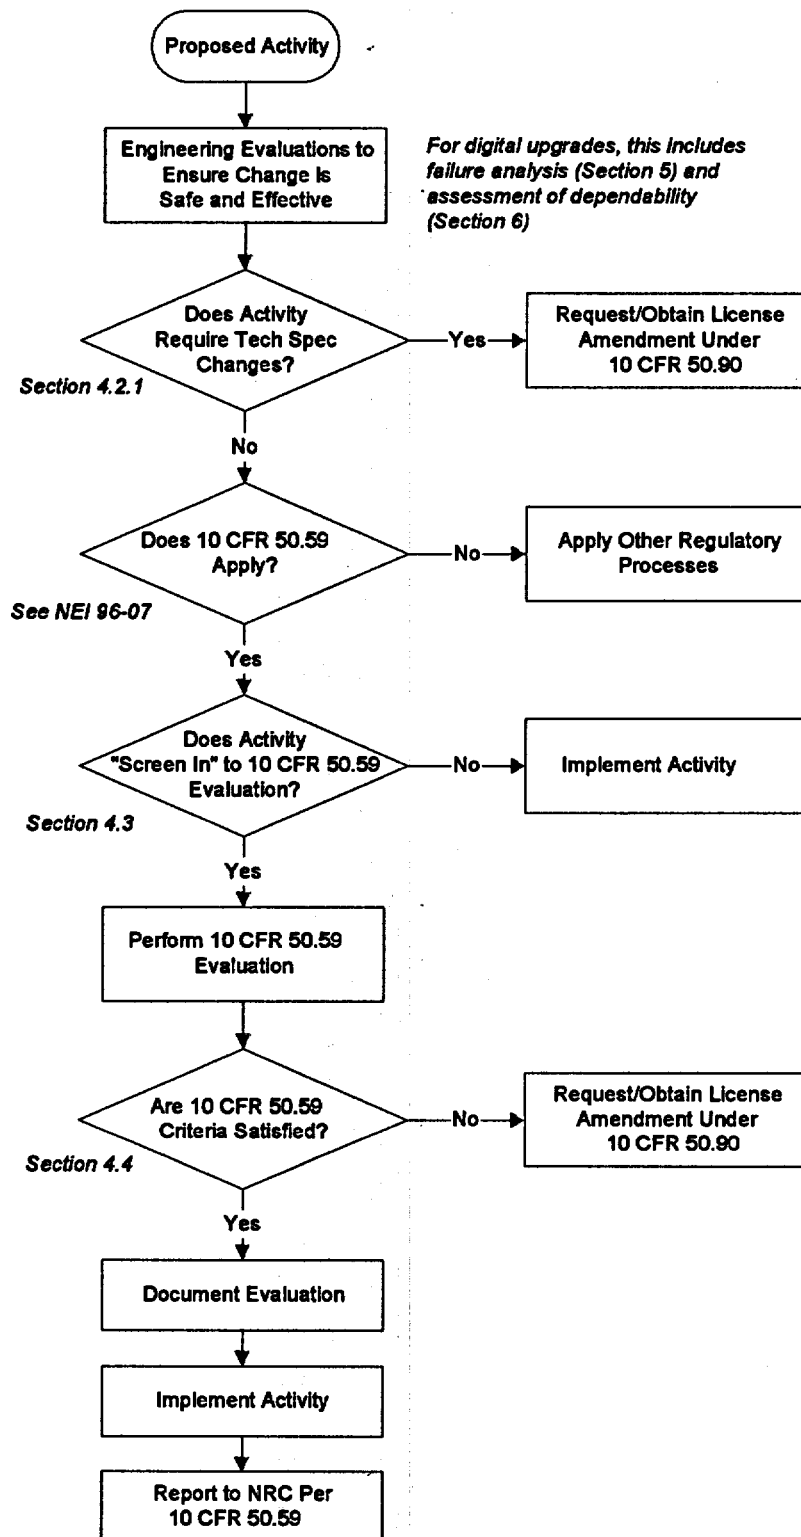 Proposed Activity
Engineering Evaluations to
Ensure Change Is
Safe and Effective
For digital upgrades, this includes
failure analysis (Section 5) and
assessment of dependability
(Section 6)
Does Activity
Require Tech Spec
Changes?
Yes
Request/Obtain License
Amendment Under
10 CFR 50.90
Section 4.2.1
No
Does 10 CFR 50.59
Apply?
No
Apply Other Regulatory
Processes
See NEI 96-07
Yes
Does Activity
"Screen In" to 10 CFR 50.59
Evaluation?
No
Implement Activity
Section 4.3
Yes
Perform 10 CFR 50.59
Evaluation
Are 10 CFR 50.59
Criteria Satisfied?
No
Request/Obtain License
Amendment Under
10 CFR 50.90
Section 4.4
Yes
Document Evaluation
Implement Activity
Report to NRC Per
10 CFR 50.59